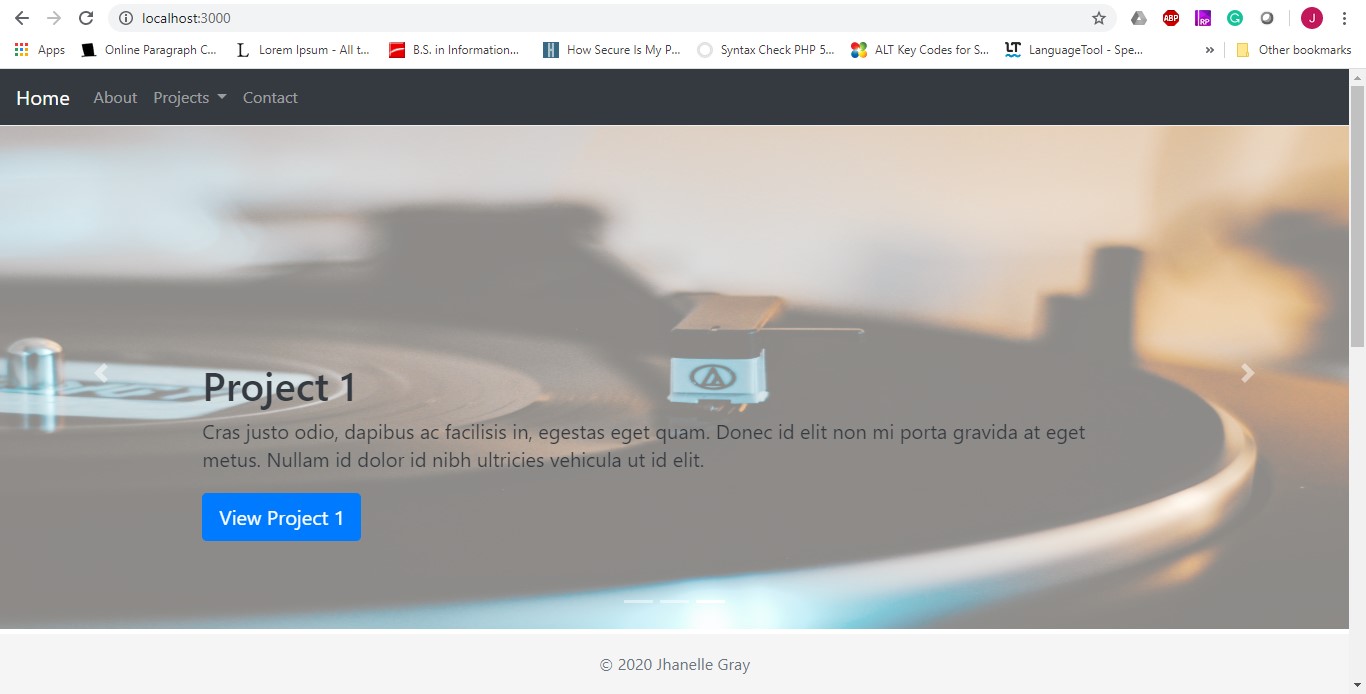 localhost:3000
ABP
RP
J
Apps
Online Paragraph C...
Lorem Ipsum - All t...
B.S. in Information...
How Secure Is My P...
Syntax Check PHP 5...
ALT Key Codes for S...
LanguageTool - Spe...
»
Other bookmarks
Home
About
Projects
Contact
Project 1
Cras justo odio, dapibus ac facilisis in, egestas eget quam. Donec id elit non mi porta gravida at eget
metus. Nullam id dolor id nibh ultricies vehicula ut id elit.
View Project 1
© 2020 Jhanelle Gray